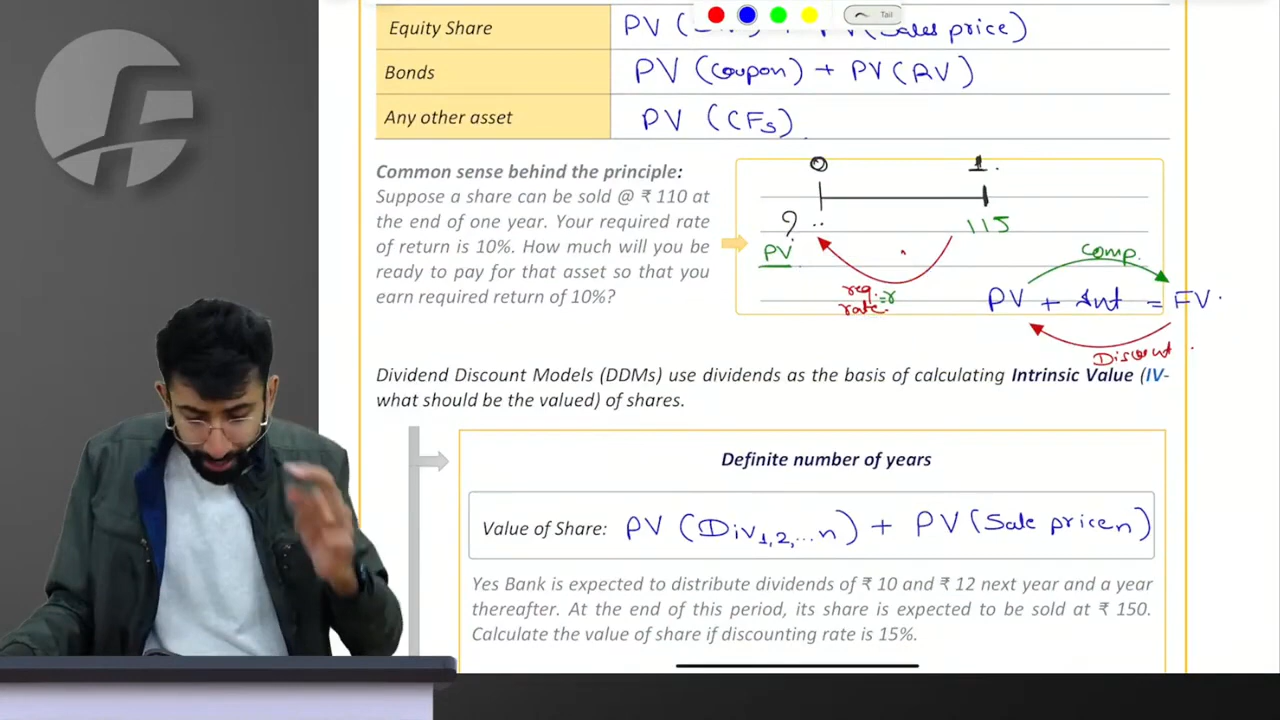 Tail
Equity Share PV ( ) + PV (Sales price)
Bonds PV (Coupon) + PV (RV)
Any other asset PV (CFs)
Common sense behind the principle:
Suppose a share can be sold @ ₹ 110 at
the end of one year. Your required rate
of return is 10%. How much will you be
ready to pay for that asset so that you
earn required return of 10%?
0 1
? 115
PV
req. rate = r
comp.
PV + Int = FV
Discount
Dividend Discount Models (DDMs) use dividends as the basis of calculating Intrinsic Value (IV-
what should be the valued) of shares.
Definite number of years
Value of Share: PV (Div1,2,...n) + PV (Sale pricen)
Yes Bank is expected to distribute dividends of ₹ 10 and ₹ 12 next year and a year
thereafter. At the end of this period, its share is expected to be sold at ₹ 150.
Calculate the value of share if discounting rate is 15%.